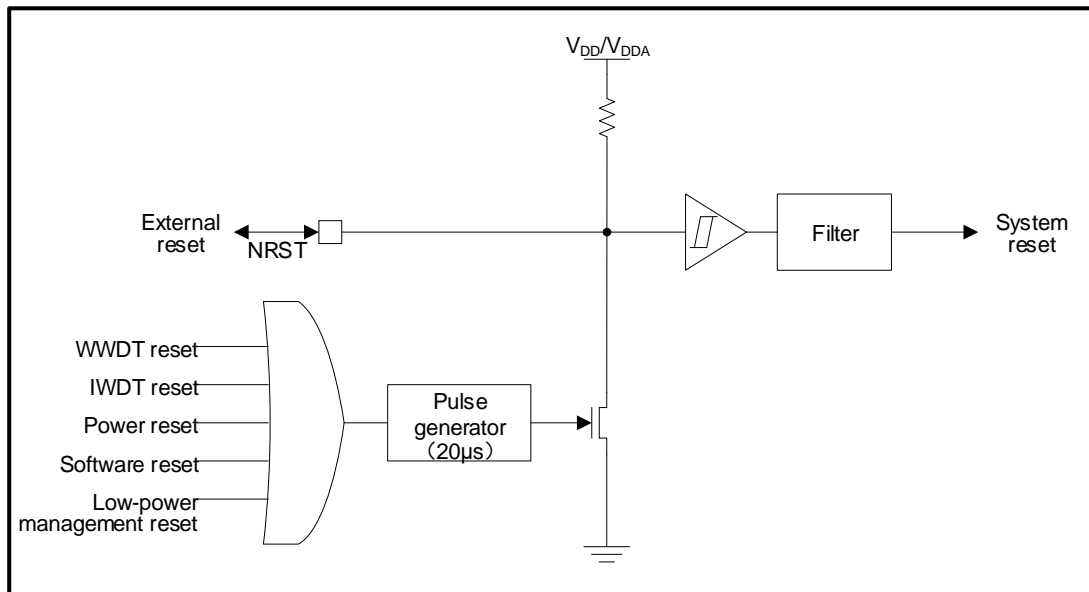 VDD/VDDA
External
reset
NRST
Filter
System
reset
WWDT reset
IWDT reset
Power reset
Software reset
Low-power
management reset
Pulse
generator
（20μs）